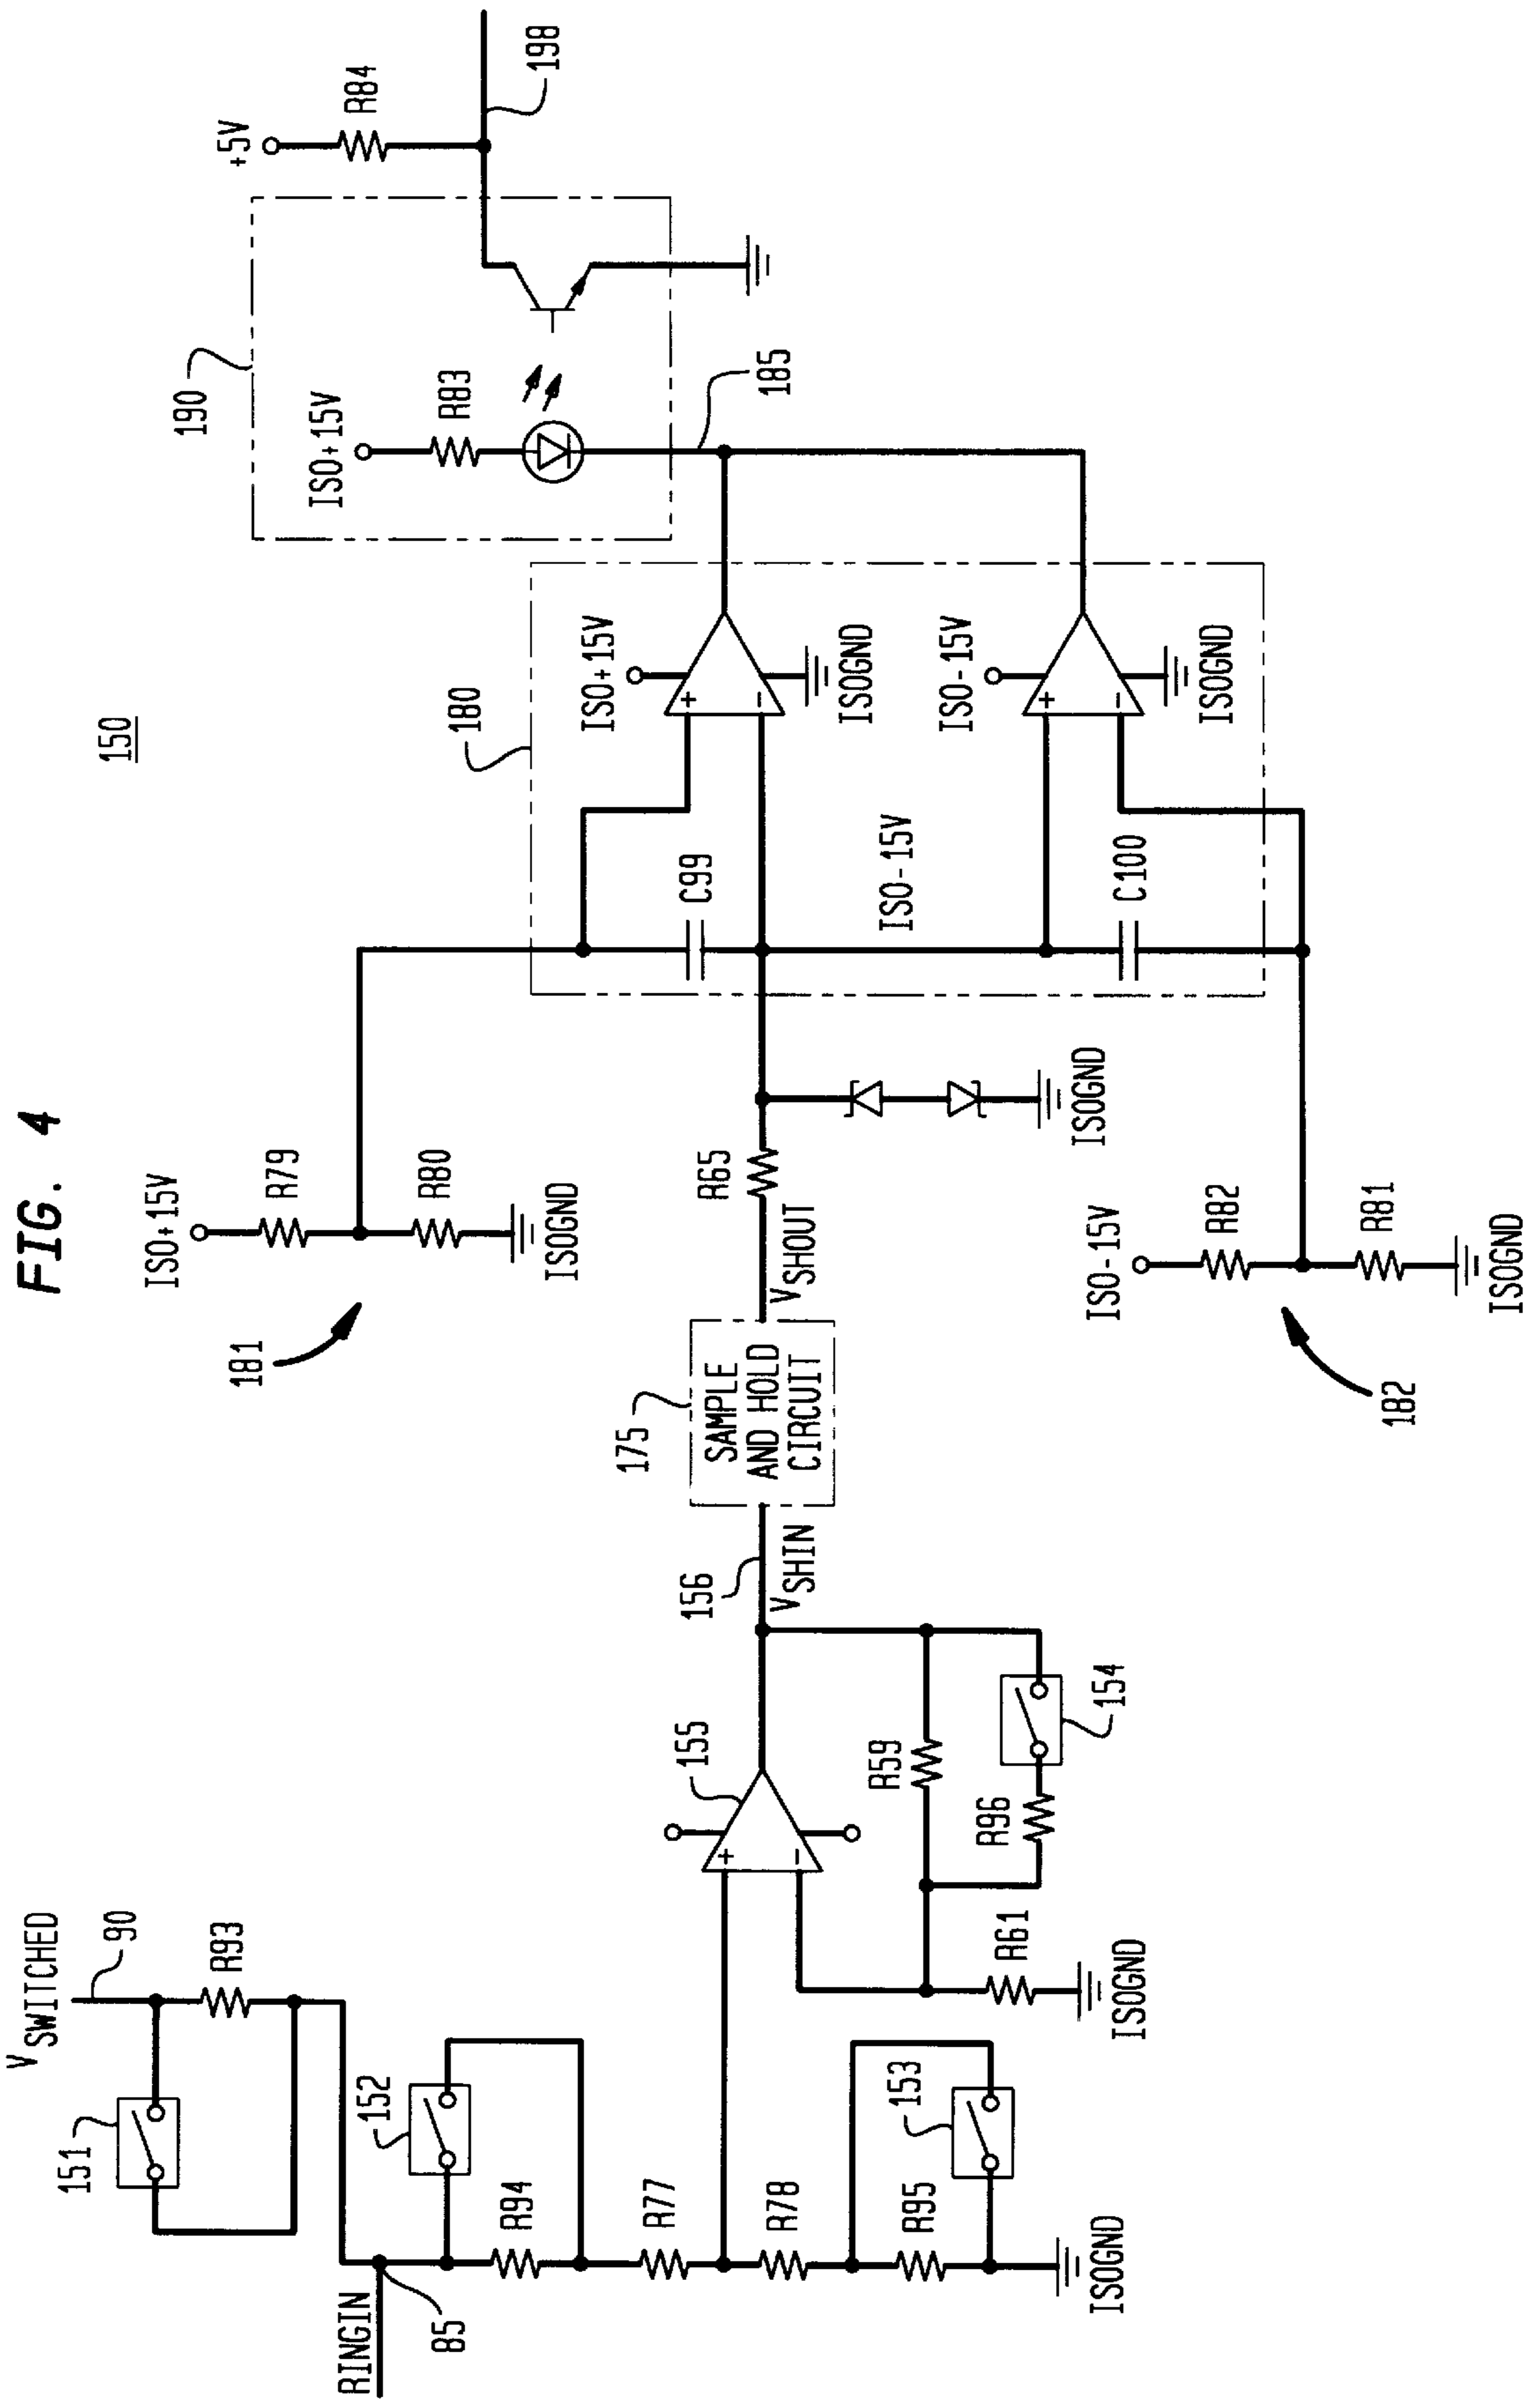 FIG. 4
150
V SWITCHED
90
R93
151
RINGIN
85
152
R94
R77
R78
R95
153
ISOGND
155
+
−
R59
R96
154
R61
ISOGND
156
VSHIN
175
SAMPLE
AND HOLD
CIRCUIT
VSHOUT
R65
ISOGND
181
ISO+15V
R79
R80
ISOGND
182
ISO-15V
R82
R81
ISOGND
180
C99
ISO-15V
C100
ISO+15V
+
−
ISOGND
ISO-15V
+
−
ISOGND
185
190
ISO+15V
R83
+5V
R84
198